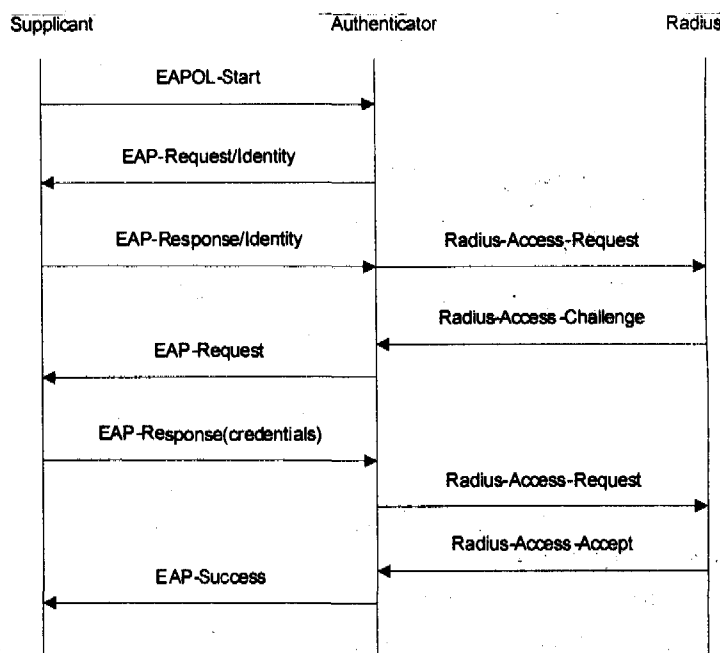 Supplicant Authenticator Radius
EAPOL-Start
EAP-Request/Identity
EAP-Response/Identity Radius-Access-Request
Radius-Access-Challenge
EAP-Request
EAP-Response(credentials)
Radius-Access-Request
Radius-Access-Accept
EAP-Success